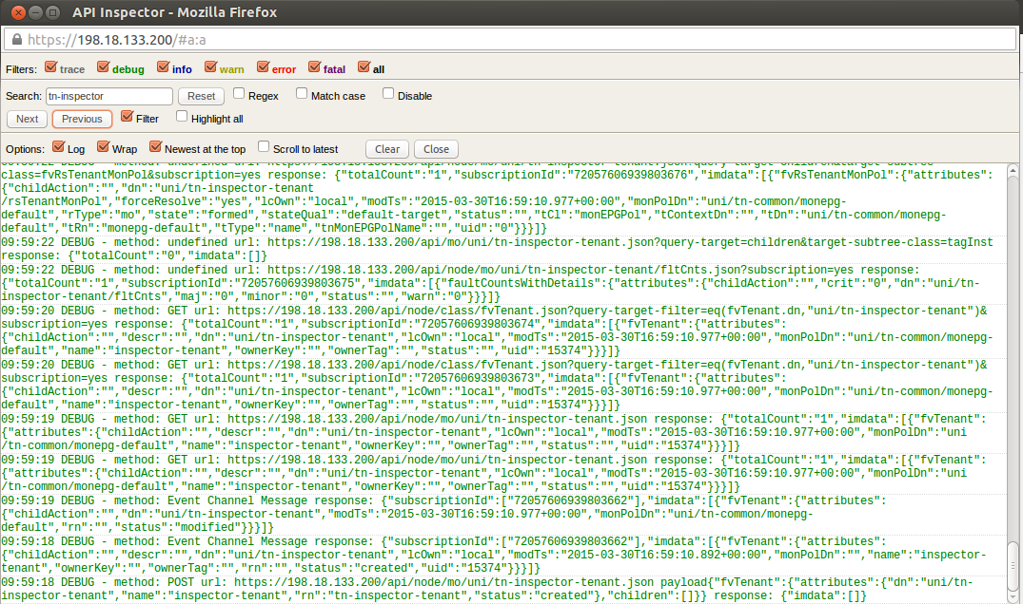 API Inspector - Mozilla Firefox
https://198.18.133.200/#a:a
Filters: trace debug info warn error fatal all
Search: tn-inspector Reset Regex Match case Disable
Next Previous Filter Highlight all
Options: Log Wrap Newest at the top Scroll to latest Clear Close
class=fvRsTenantMonPol&subscription=yes response: {"totalCount":"1","subscriptionId":"72057606939803676","imdata":[{"fvRsTenantMonPol":{"attributes":
{"childAction":"","dn":"uni/tn-inspector-tenant
/rsTenantMonPol","forceResolve":"yes","lcOwn":"local","modTs":"2015-03-30T16:59:10.977+00:00","monPolDn":"uni/tn-common/monepg-
default","rType":"mo","state":"formed","stateQual":"default-target","status":"","tCl":"monEPGPol","tContextDn":"","tDn":"uni/tn-common/monepg-
default","tRn":"monepg-default","tType":"name","tnMonEPGPolName":"","uid":"0"}}}]}
09:59:22 DEBUG - method: undefined url: https://198.18.133.200/api/mo/uni/tn-inspector-tenant.json?query-target=children&target-subtree-class=tagInst
response: {"totalCount":"0","imdata":[]}
09:59:22 DEBUG - method: undefined url: https://198.18.133.200/api/node/mo/uni/tn-inspector-tenant/fltCnts.json?subscription=yes response:
{"totalCount":"1","subscriptionId":"72057606939803675","imdata":[{"faultCountsWithDetails":{"attributes":{"childAction":"","crit":"0","dn":"uni/tn-
inspector-tenant/fltCnts","maj":"0","minor":"0","status":"","warn":"0"}}}]}
09:59:20 DEBUG - method: GET url: https://198.18.133.200/api/node/class/fvTenant.json?query-target-filter=eq(fvTenant.dn,"uni/tn-inspector-tenant")&
subscription=yes response: {"totalCount":"1","subscriptionId":"72057606939803674","imdata":[{"fvTenant":{"attributes":
{"childAction":"","descr":"","dn":"uni/tn-inspector-tenant","lcOwn":"local","modTs":"2015-03-30T16:59:10.977+00:00","monPolDn":"uni/tn-common/monepg-
default","name":"inspector-tenant","ownerKey":"","ownerTag":"","status":"","uid":"15374"}}}]}
09:59:20 DEBUG - method: GET url: https://198.18.133.200/api/node/class/fvTenant.json?query-target-filter=eq(fvTenant.dn,"uni/tn-inspector-tenant")&
subscription=yes response: {"totalCount":"1","subscriptionId":"72057606939803673","imdata":[{"fvTenant":{"attributes":
{"childAction":"","descr":"","dn":"uni/tn-inspector-tenant","lcOwn":"local","modTs":"2015-03-30T16:59:10.977+00:00","monPolDn":"uni/tn-common/monepg-
default","name":"inspector-tenant","ownerKey":"","ownerTag":"","status":"","uid":"15374"}}}]}
09:59:19 DEBUG - method: GET url: https://198.18.133.200/api/node/mo/uni/tn-inspector-tenant.json response: {"totalCount":"1","imdata":[{"fvTenant":
{"attributes":{"childAction":"","descr":"","dn":"uni/tn-inspector-tenant","lcOwn":"local","modTs":"2015-03-30T16:59:10.977+00:00","monPolDn":"uni
/tn-common/monepg-default","name":"inspector-tenant","ownerKey":"","ownerTag":"","status":"","uid":"15374"}}}]}
09:59:19 DEBUG - method: GET url: https://198.18.133.200/api/node/mo/uni/tn-inspector-tenant.json response: {"totalCount":"1","imdata":[{"fvTenant":
{"attributes":{"childAction":"","descr":"","dn":"uni/tn-inspector-tenant","lcOwn":"local","modTs":"2015-03-30T16:59:10.977+00:00","monPolDn":"uni
/tn-common/monepg-default","name":"inspector-tenant","ownerKey":"","ownerTag":"","status":"","uid":"15374"}}}]}
09:59:19 DEBUG - method: Event Channel Message response: {"subscriptionId":["72057606939803662"],"imdata":[{"fvTenant":{"attributes":
{"childAction":"","dn":"uni/tn-inspector-tenant","modTs":"2015-03-30T16:59:10.977+00:00","monPolDn":"uni/tn-common/monepg-
default","rn":"","status":"modified"}}}]}
09:59:18 DEBUG - method: Event Channel Message response: {"subscriptionId":["72057606939803662"],"imdata":[{"fvTenant":{"attributes":
{"childAction":"","descr":"","dn":"uni/tn-inspector-tenant","lcOwn":"local","modTs":"2015-03-30T16:59:10.892+00:00","monPolDn":"","name":"inspector-
tenant","ownerKey":"","ownerTag":"","rn":"","status":"created","uid":"15374"}}}]}
09:59:18 DEBUG - method: POST url: https://198.18.133.200/api/node/mo/uni/tn-inspector-tenant.json payload{"fvTenant":{"attributes":{"dn":"uni/tn-
inspector-tenant","name":"inspector-tenant","rn":"tn-inspector-tenant","status":"created"},"children":[]}} response: {"imdata":[]}